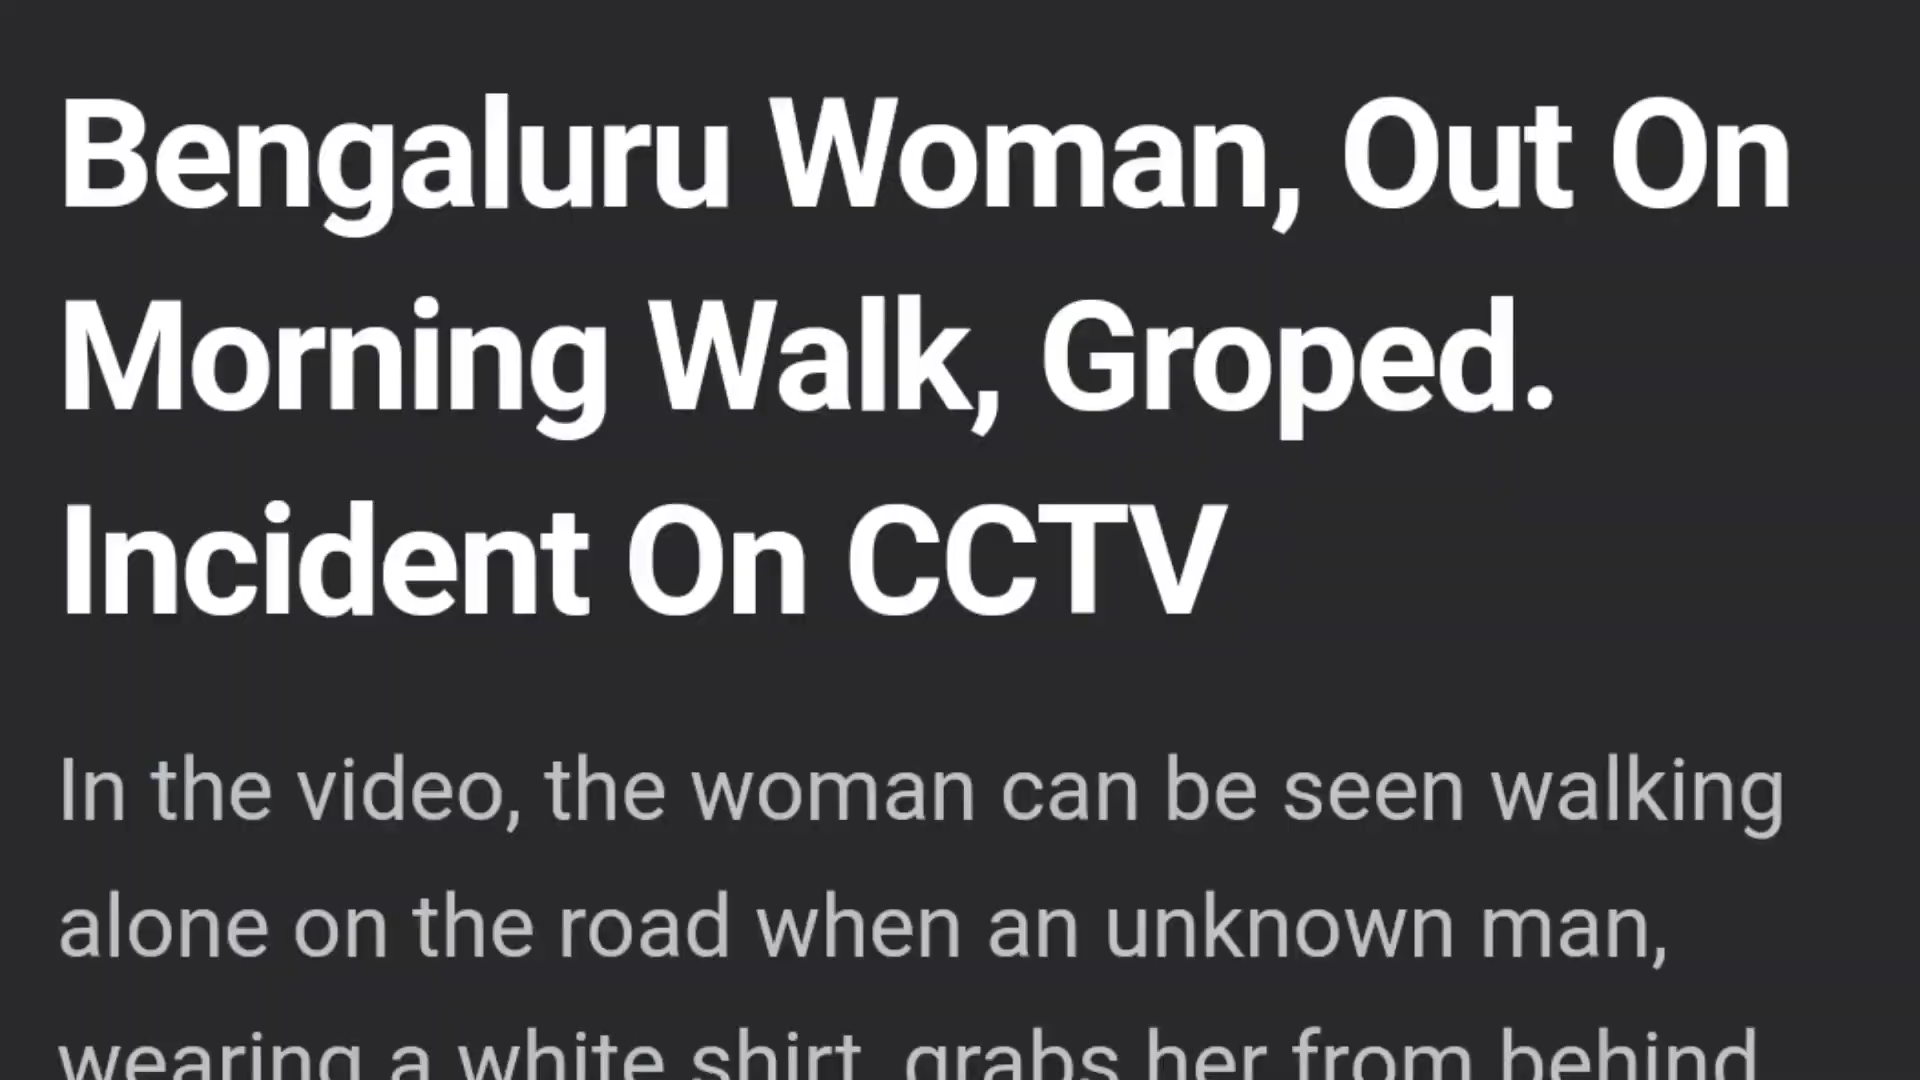 Bengaluru Woman, Out On
Morning Walk, Groped.
Incident On CCTV
In the video, the woman can be seen walking
alone on the road when an unknown man,
wearing a white shirt, grabs her from behind